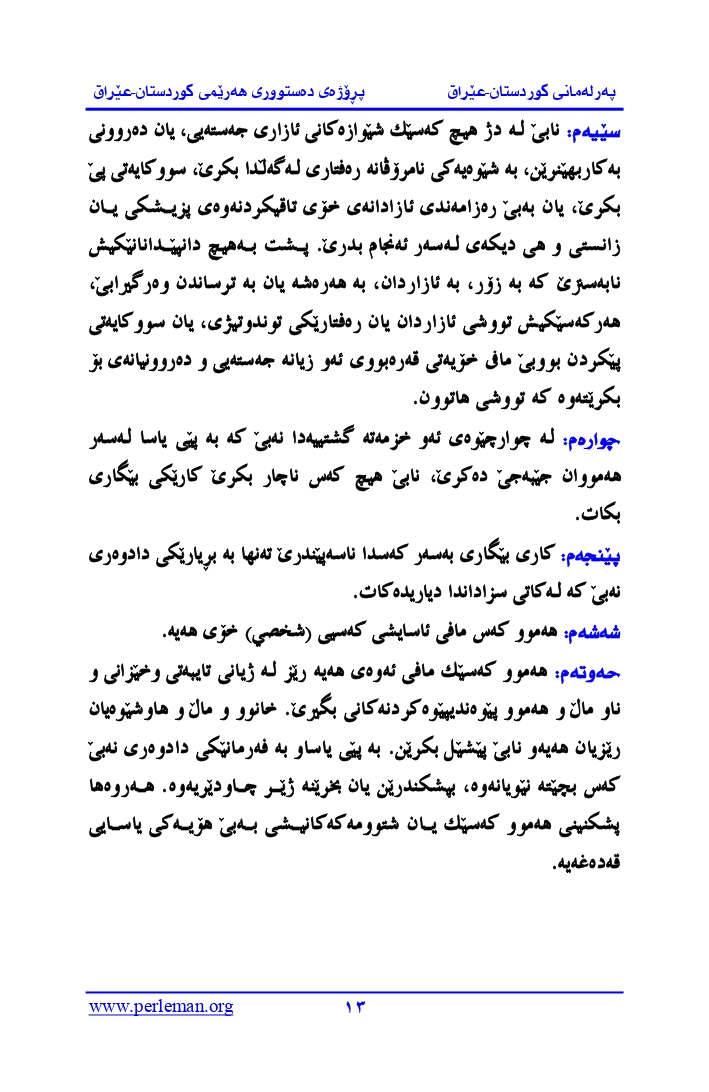 پەرلەمانی کوردستان-عێراق پڕۆژەی دەستووری هەرێمی کوردستان-عێراق
سێیەم: نابێ لە دژ هیچ کەسێك شێوازەکانی ئازاری جەستەیی، یان دەروونی
بەکاربهێنرێن، بە شێوەیەکی نامرۆڤانە رەفتاری لەگەڵدا بکرێ، سووکایەتی پێ
بکرێ، یان بەبێ رەزامەندی ئازادانەی خۆی تاقیکردنەوەی پزیشکی یان
زانستی و هی دیکەی لەسەر ئەنجام بدرێ. پشت بەهیچ دانپێدانانێکیش
نابەسترێ کە بە زۆر، بە ئازاردان، بە هەرەشە یان بە ترساندن وەرگیرابێ،
هەرکەسێکیش تووشی ئازاردان یان رەفتارێکی توندوتیژی، یان سووکایەتی
پێکردن بووبێ مافی خۆیەتی قەرەبووی ئەو زیانە جەستەیی و دەروونیانەی بۆ
بکرێتەوە کە تووشی هاتوون.
چوارەم: لە چوارچێوەی ئەو خزمەتە گشتییەدا نەبێ کە بە پێی یاسا لەسەر
هەمووان جێبەجێ دەکرێ، نابێ هیچ کەس ناچار بکرێ کارێکی بێگاری
بکات.
پێنجەم: کاری بێگاری بەسەر کەسدا ناسەپێندرێ تەنها بە بڕیارێکی دادوەری
نەبێ کە لەکاتی سزاداندا دیاریدەکات.
شەشەم: هەموو کەس مافی ئاسایشی کەسیی (شخصي) خۆی هەیە.
حەوتەم: هەموو کەسێك مافی ئەوەی هەیە رێز لە ژیانی تایبەتی وخێزانی و
ناو ماڵ و هەموو پێوەندیپێوەکردنەکانی بگیرێ. خانوو و ماڵ و هاوشێوەیان
رێزیان هەیەو نابێ پێشێل بکرێن. بە پێی یاساو بە فەرمانێکی دادوەری نەبێ
کەس بچێتە نێویانەوە، بپشکندرێن یان بخرێنە ژێر چاودێریەوە. هەروەها
پشکنینی هەموو کەسێك یان شتوومەکەکانیشی بەبێ هۆیەکی یاسایی
قەدەغەیە.
www.perleman.org ١٣